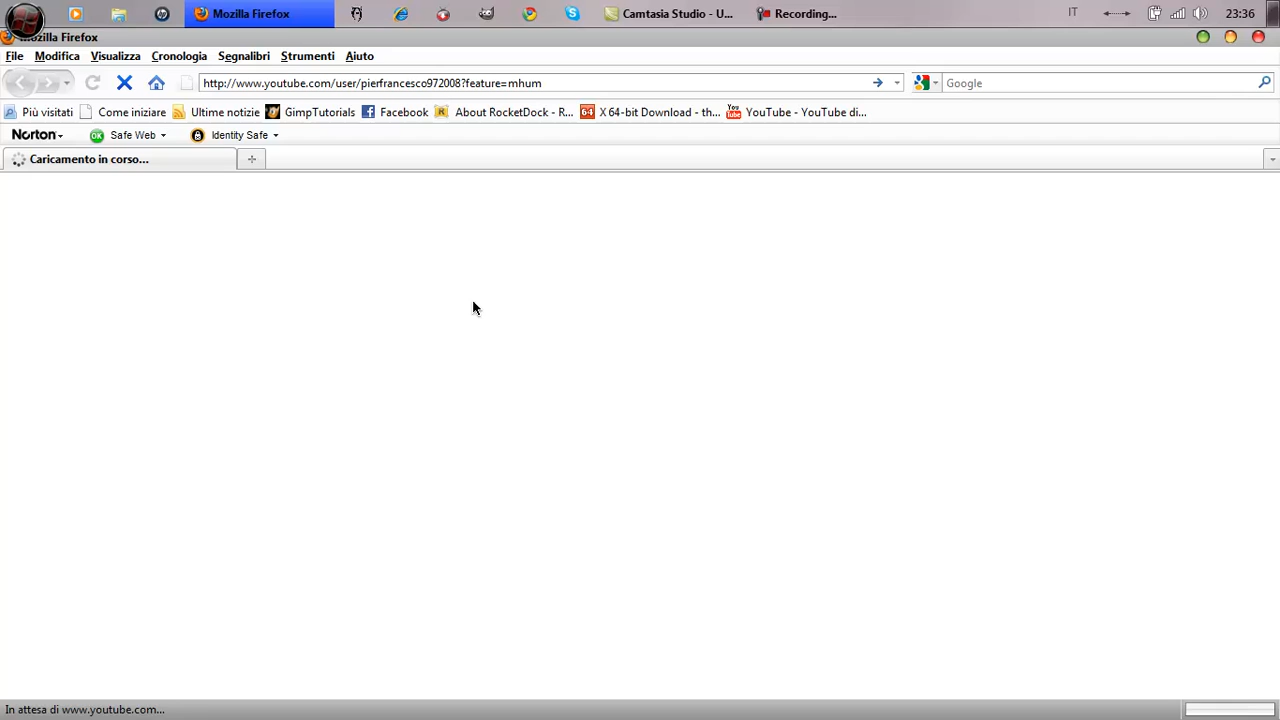 Mozilla Firefox
Camtasia Studio - U...
Recording...
IT
23:36
Mozilla Firefox
File Modifica Visualizza Cronologia Segnalibri Strumenti Aiuto
http://www.youtube.com/user/pierfrancesco972008?feature=mhum
Google
Più visitati Come iniziare Ultime notizie GimpTutorials Facebook About RocketDock - R... X 64-bit Download - th... YouTube - YouTube di...
Norton Safe Web Identity Safe
Caricamento in corso...
In attesa di www.youtube.com...